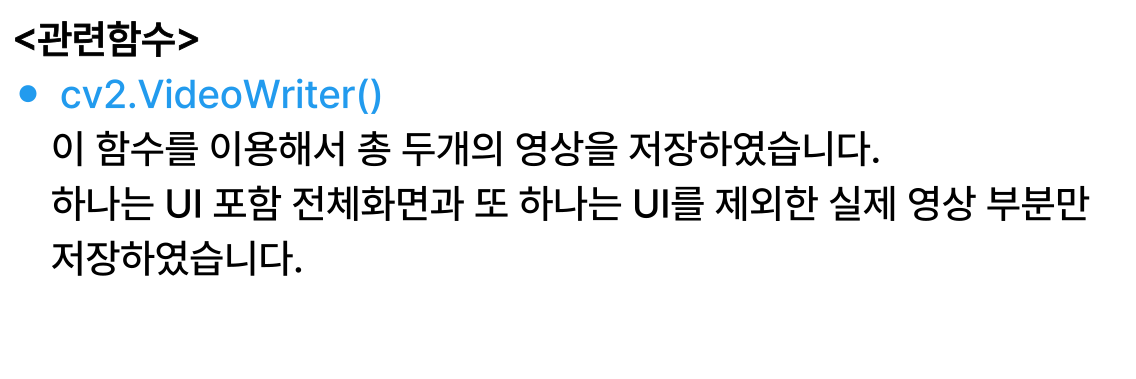 <관련함수>
• cv2.VideoWriter()
이 함수를 이용해서 총 두개의 영상을 저장하였습니다.
하나는 UI 포함 전체화면과 또 하나는 UI를 제외한 실제 영상 부분만
저장하였습니다.